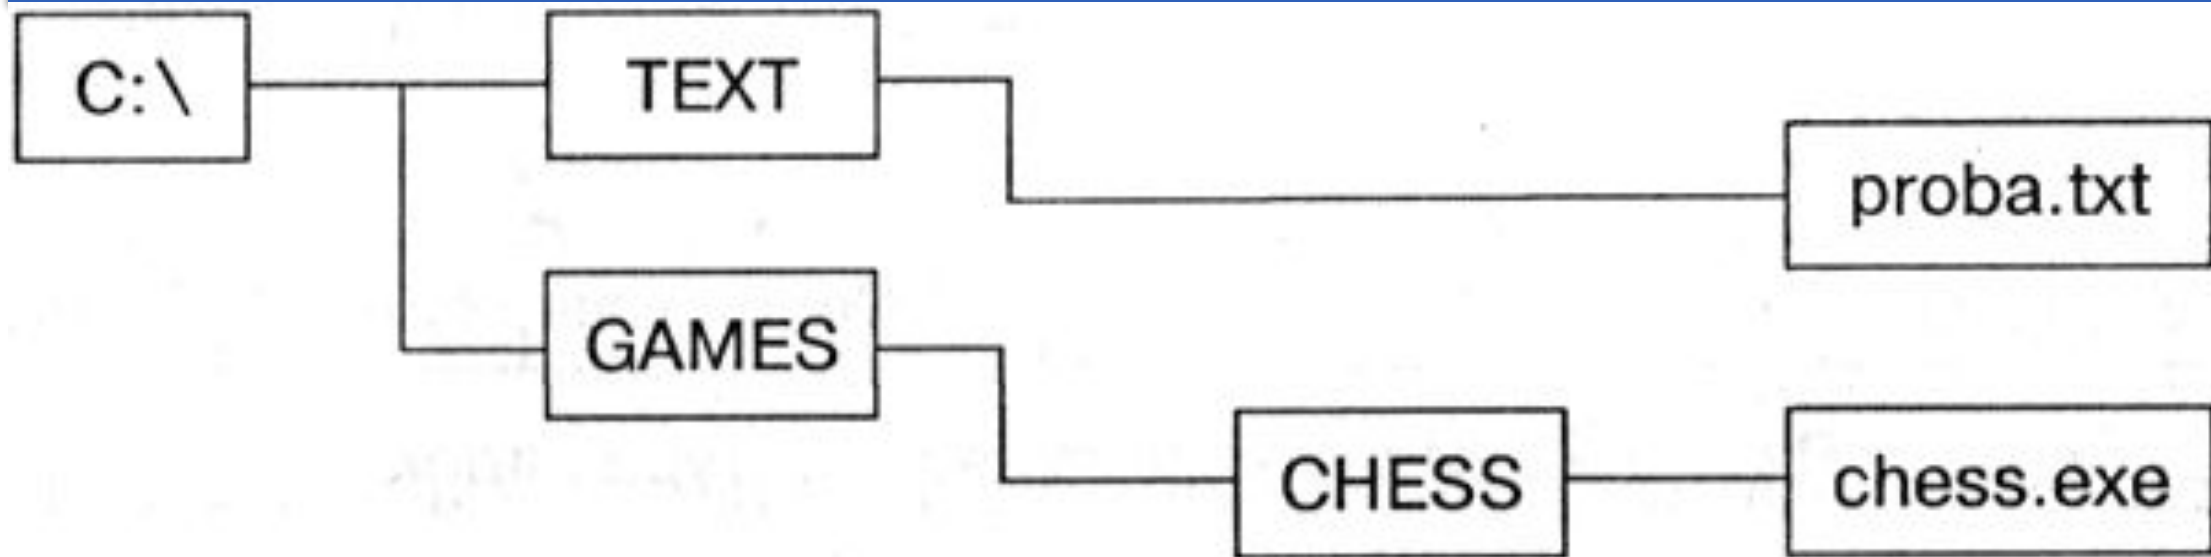 C:\
TEXT
proba.txt
GAMES
CHESS
chess.exe